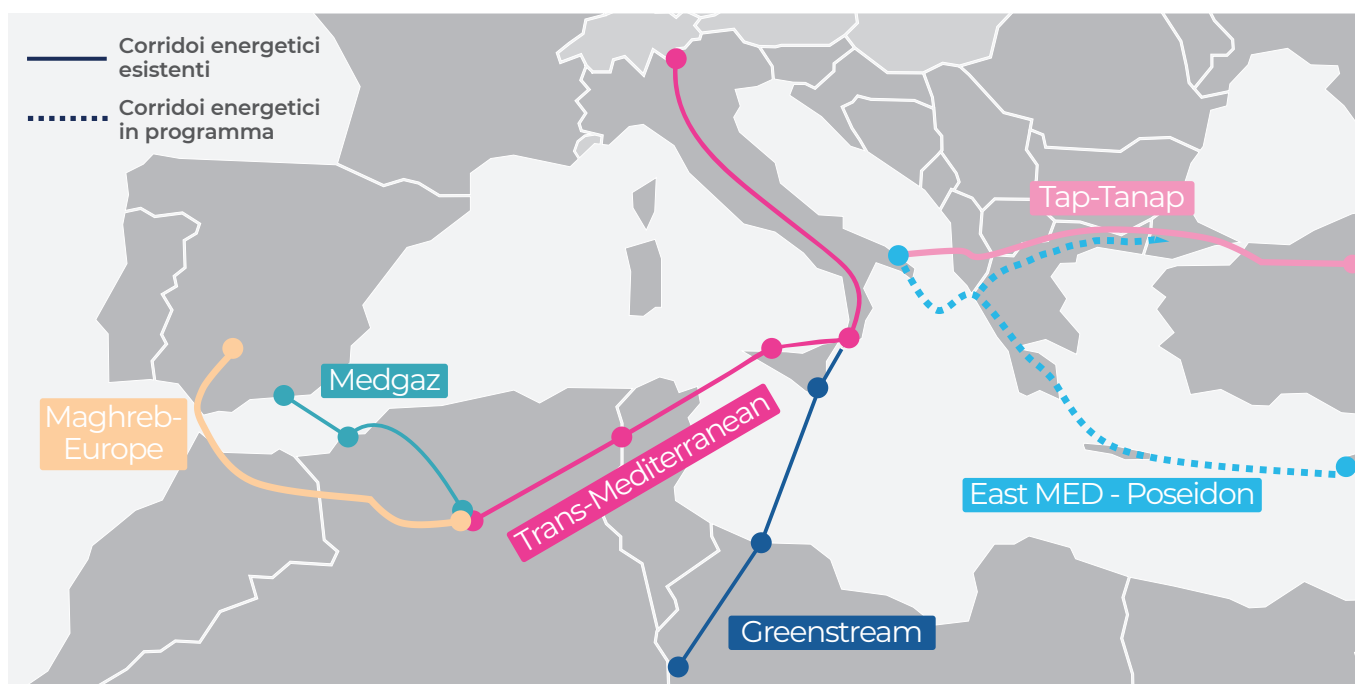 Corridoi energetici
esistenti
Corridoi energetici
in programma
Tap-Tanap
Medgaz
Maghreb-
Europe
Trans-Mediterranean
East MED - Poseidon
Greenstream